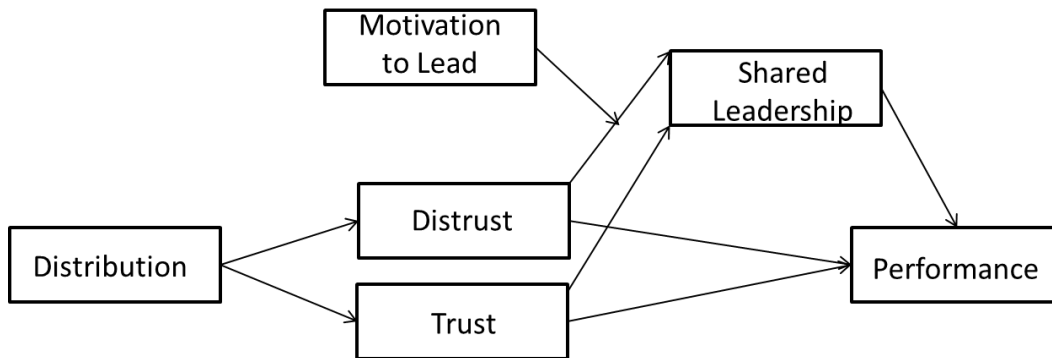 Motivation
to Lead
Shared
Leadership
Distrust
Distribution
Performance
Trust